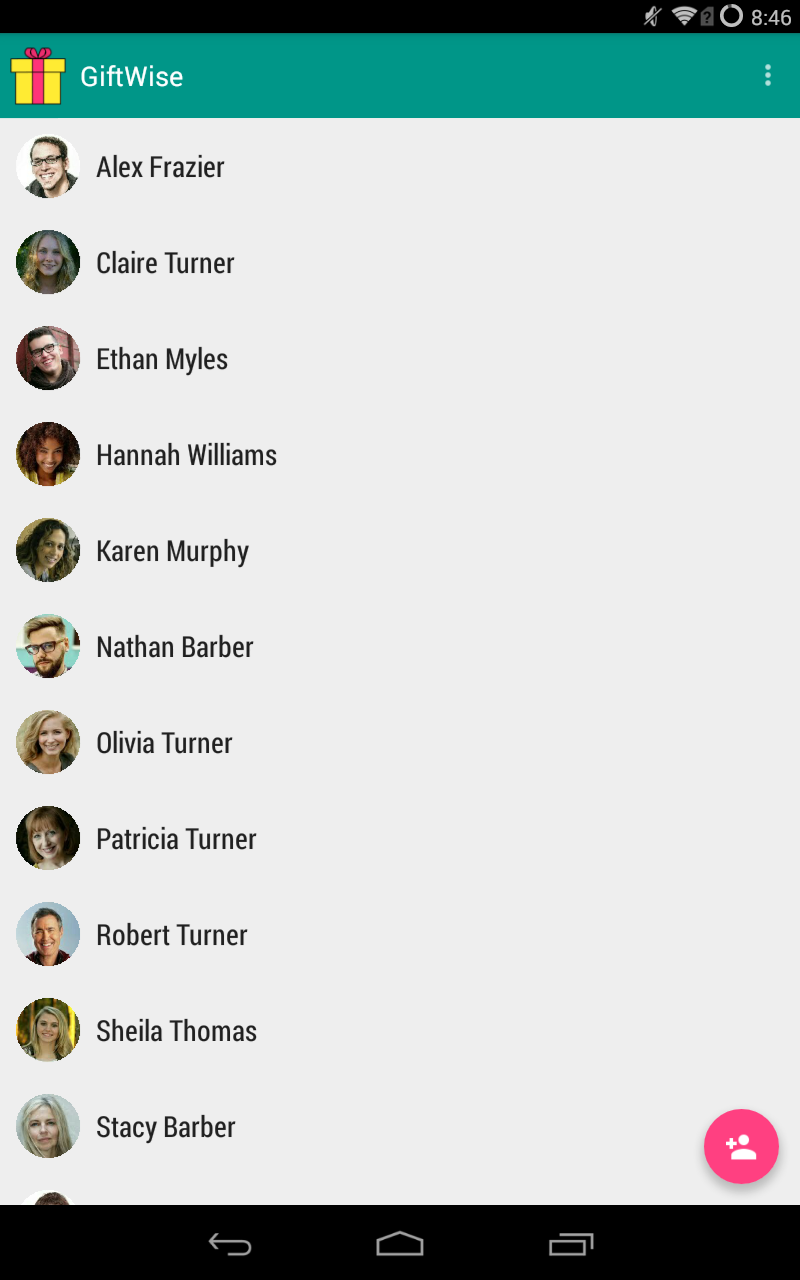 8:46
GiftWise
Alex Frazier
Claire Turner
Ethan Myles
Hannah Williams
Karen Murphy
Nathan Barber
Olivia Turner
Patricia Turner
Robert Turner
Sheila Thomas
Stacy Barber